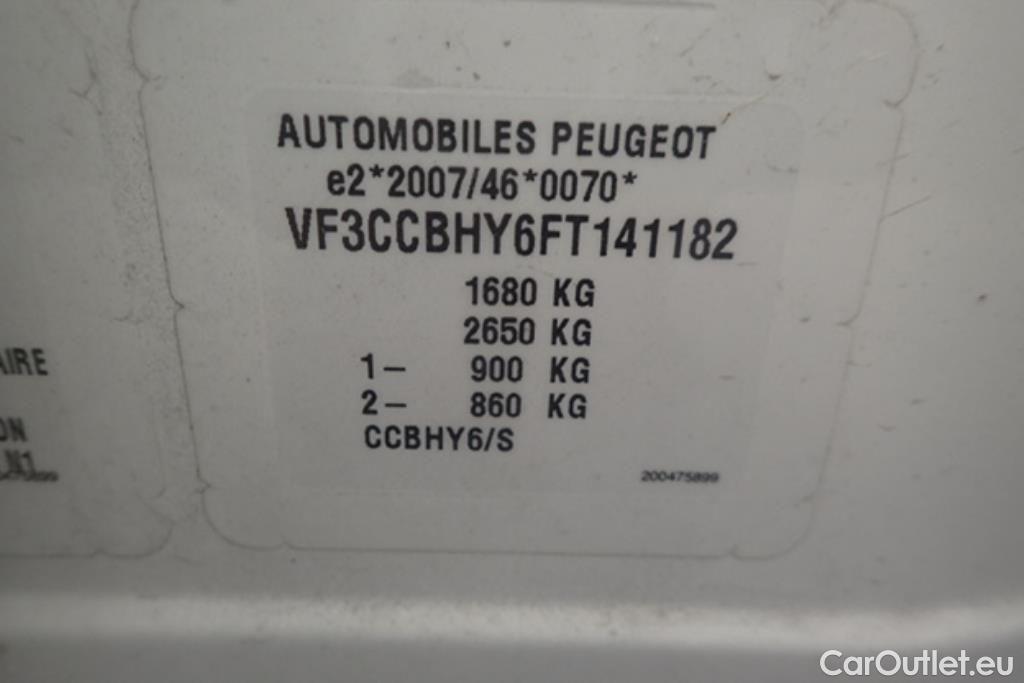 AUTOMOBILES PEUGEOT
e2*2007/46*0070*
VF3CCBHY6FT141182
1680 KG
2650 KG
1- 900 KG
2- 860 KG
CCBHY6/S
200475899
AIRE
ON
N1
CarOutlet.eu